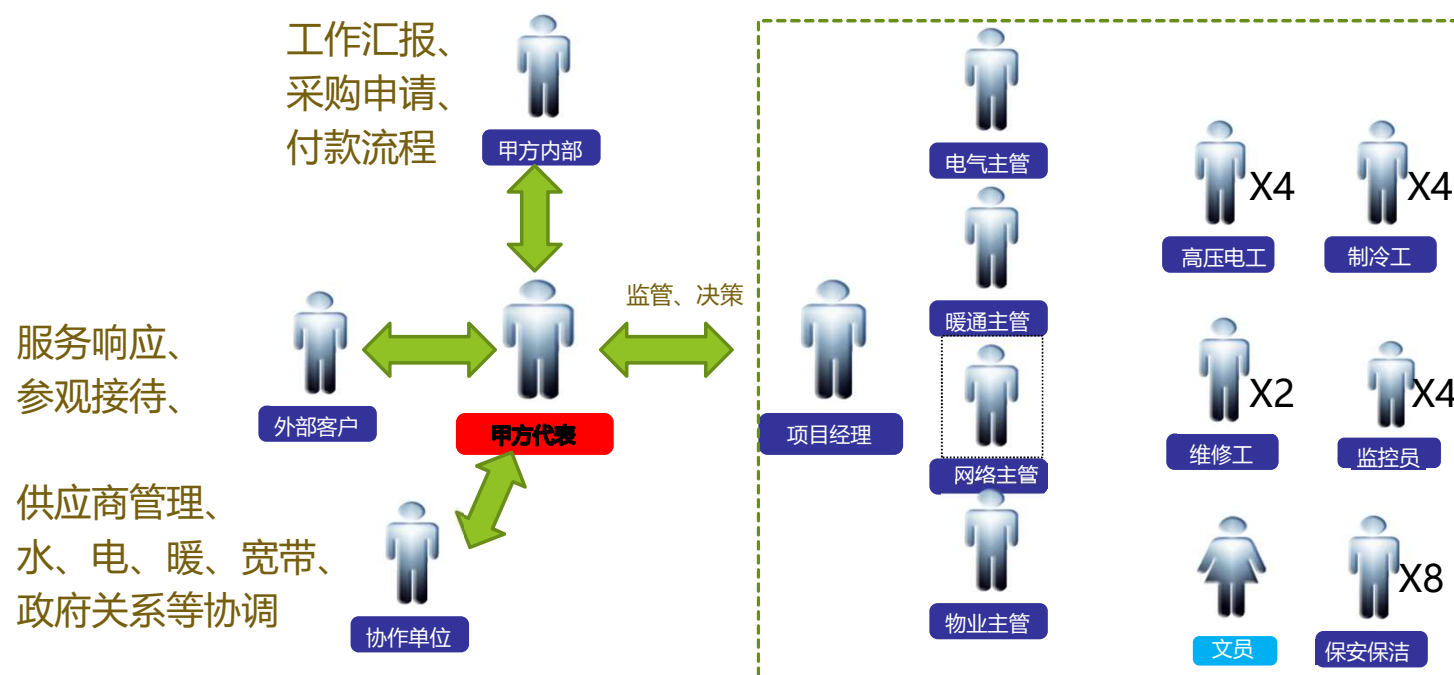 工作汇报、
采购申请、
付款流程
甲方内部
服务响应、
参观接待、
外部客户
甲方代表
监管、决策
供应商管理、
水、电、暖、宽带、
政府关系等协调
协作单位
项目经理
电气主管
暖通主管
网络主管
物业主管
X4
高压电工
X4
制冷工
X2
维修工
X4
监控员
文员
X8
保安保洁